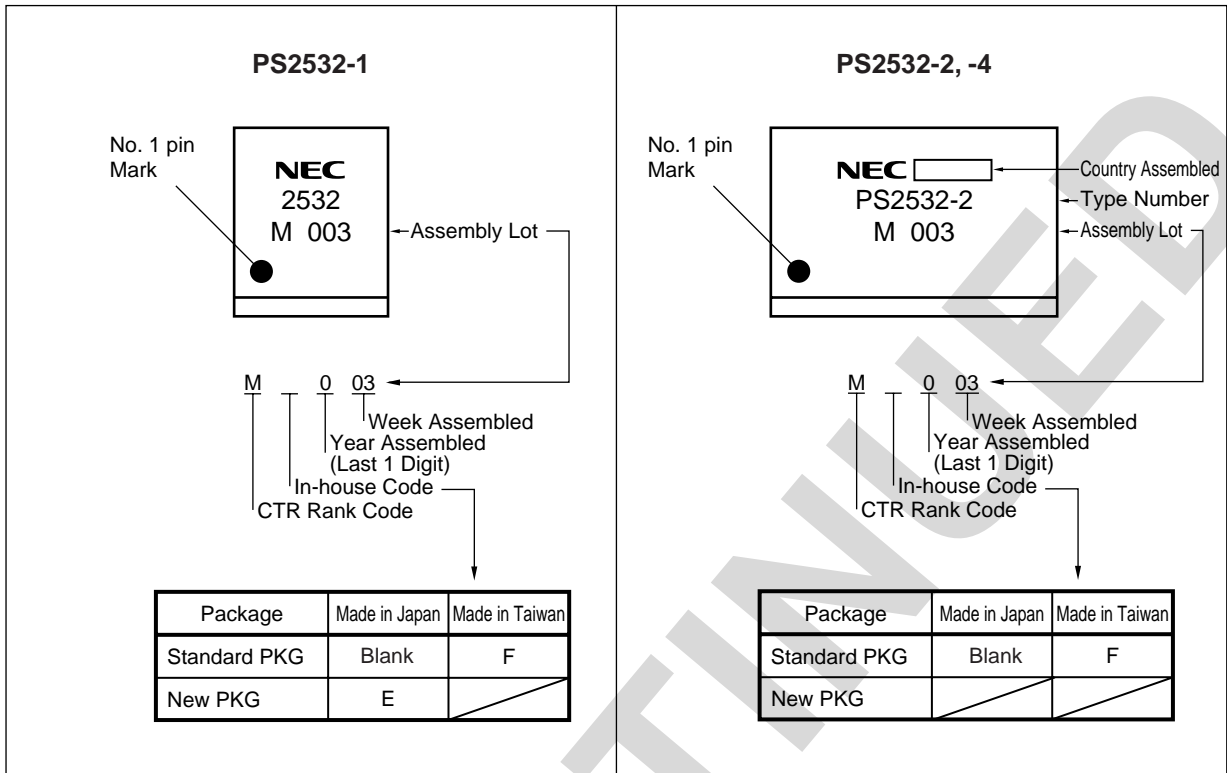 PS2532-1
No. 1 pin
Mark
NEC
2532
M 003
Assembly Lot
M 0 03
Week Assembled
Year Assembled
(Last 1 Digit)
In-house Code
CTR Rank Code
Package Made in Japan Made in Taiwan
Standard PKG Blank F
New PKG E
PS2532-2, -4
No. 1 pin
Mark
NEC
Country Assembled
PS2532-2
Type Number
M 003
Assembly Lot
M 0 03
Week Assembled
Year Assembled
(Last 1 Digit)
In-house Code
CTR Rank Code
Package Made in Japan Made in Taiwan
Standard PKG Blank F
New PKG
TINUED